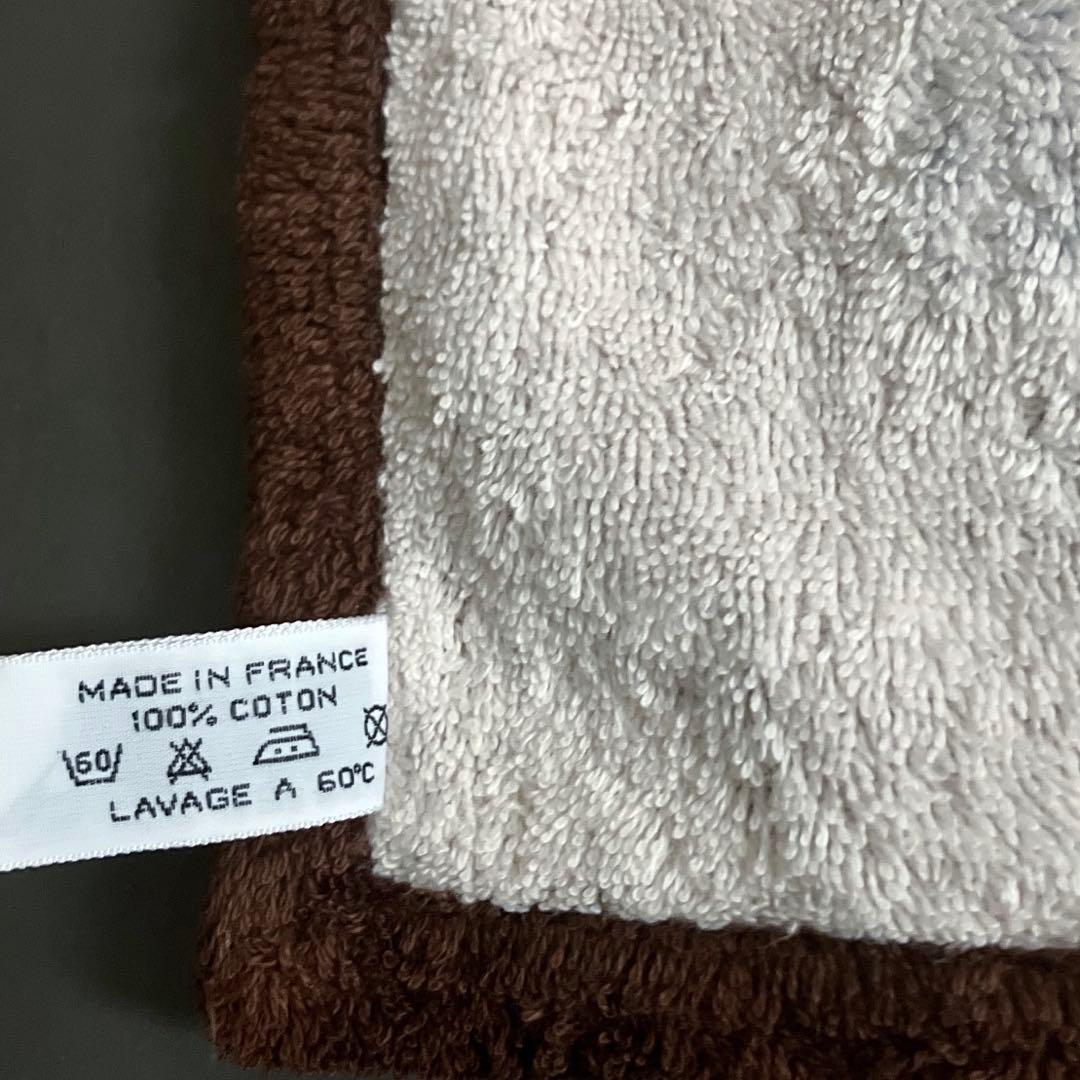 MADE IN FRANCE
100% COTON
60
LAVAGE A 60°C